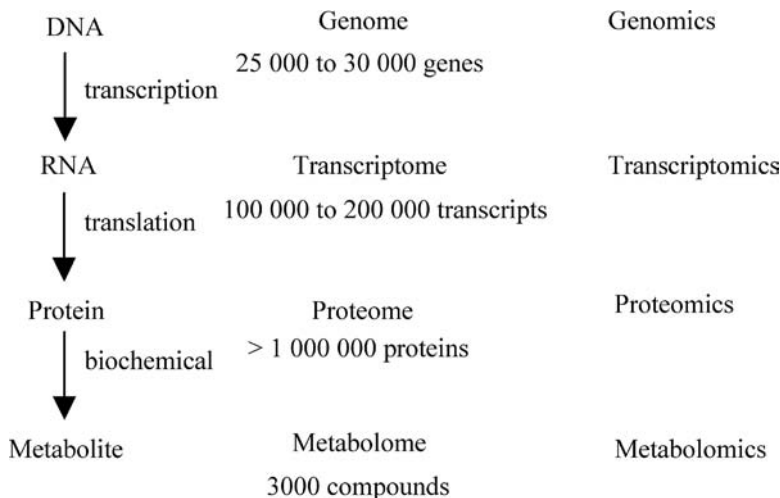 DNA Genome Genomics
25 000 to 30 000 genes
transcription
RNA Transcriptome Transcriptomics
100 000 to 200 000 transcripts
translation
Protein Proteome Proteomics
> 1 000 000 proteins
biochemical
Metabolite Metabolome Metabolomics
3000 compounds